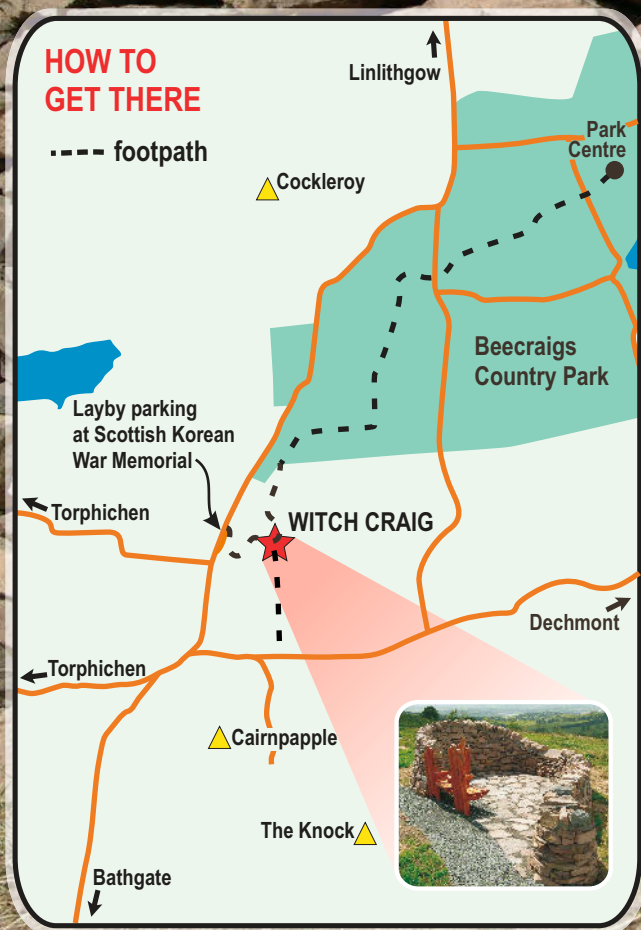 HOW TO
GET THERE
footpath
Linlithgow
Park
Centre
Cockleroy
Beecraigs
Country Park
Layby parking
at Scottish Korean
War Memorial
Torphichen
WITCH CRAIG
Dechmont
Torphichen
Cairnpapple
The Knock
Bathgate